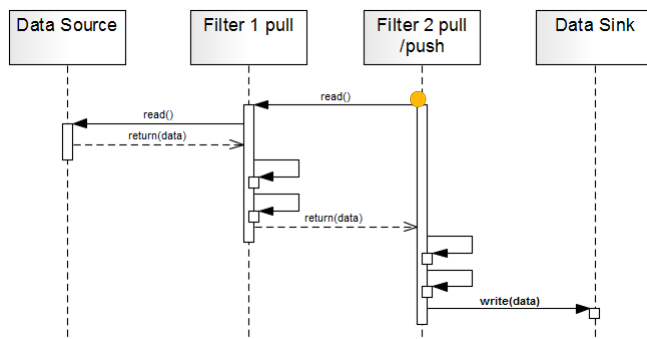 Data Source
Filter 1 pull
Filter 2 pull
/push
Data Sink
read()
read()
return(data)
return(data)
write(data)